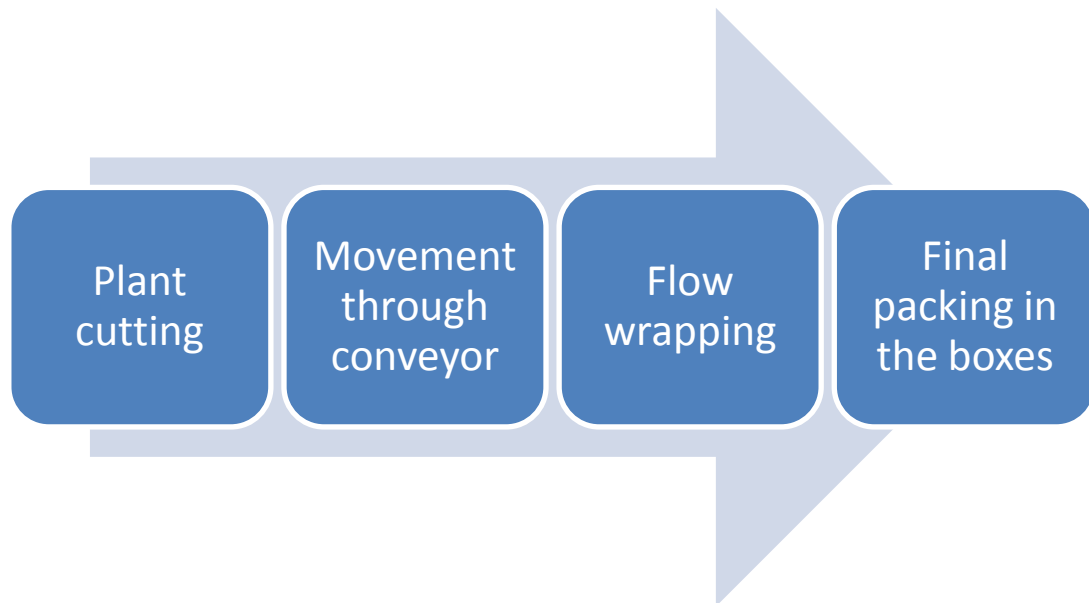 Plant
cutting
Movement
through
conveyor
Flow
wrapping
Final
packing in
the boxes